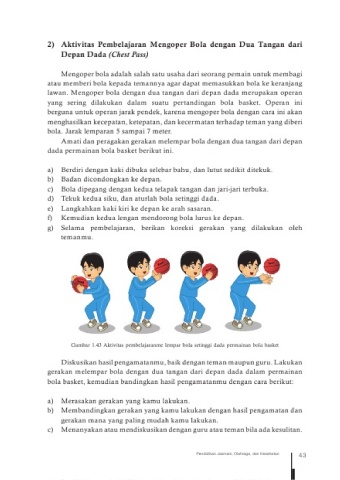 2) Aktivitas Pembelajaran Mengoper Bola dengan Dua Tangan dari
Depan Dada (Chest Pass)
Mengoper bola adalah salah satu usaha dari seorang pemain untuk membagi
atau memberi bola kepada temannya agar dapat memasukkan bola ke keranjang
lawan. Mengoper bola dengan dua tangan dari depan dada merupakan operan
yang sering dilakukan dalam suatu pertandingan bola basket. Operan ini
berguna untuk operan jarak pendek, karena mengoper bola dengan cara ini akan
menghasilkan kecepatan, ketepatan, dan kecermatan terhadap teman yang diberi
bola. Jarak lemparan 5 sampai 7 meter.
Amati dan peragakan gerakan melempar bola dengan dua tangan dari depan
dada permainan bola basket berikut ini.
a) Berdiri dengan kaki dibuka selebar bahu, dan lutut sedikit ditekuk.
b) Badan dicondongkan ke depan.
c) Bola dipegang dengan kedua telapak tangan dan jari-jari terbuka.
d) Tekuk kedua siku, dan aturlah bola setinggi dada.
e) Langkahkan kaki kiri ke depan ke arah sasaran.
f) Kemudian kedua lengan mendorong bola lurus ke depan.
g) Selama pembelajaran, berikan koreksi gerakan yang dilakukan oleh
temanmu.
Gambar 1.43 Aktivitas pembelajaranmr lempar bola setinggi dada permainan bola basket
Diskusikan hasil pengamatanmu, baik dengan teman maupun guru. Lakukan
gerakan melempar bola dengan dua tangan dari depan dada dalam permainan
bola basket, kemudian bandingkan hasil pengamatanmu dengan cara berikut:
a) Merasakan gerakan yang kamu lakukan.
b) Membandingkan gerakan yang kamu lakukan dengan hasil pengamatan dan
gerakan mana yang paling mudah kamu lakukan.
c) Menanyakan atau mendiskusikan dengan guru atau teman bila ada kesulitan.
Pendidikan Jasmani, Olahraga, dan Kesehatan
43